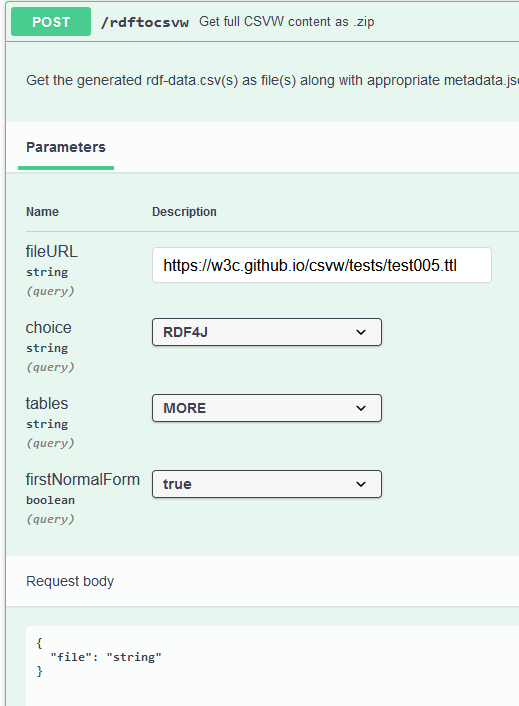 POST /rdftocsvw Get full CSVW content as .zip
Get the generated rdf-data.csv(s) as file(s) along with appropriate metadata.js
Parameters
Name Description
fileURL
string
(query)
https://w3c.github.io/csvw/tests/test005.ttl
choice
string
(query)
RDF4J
tables
string
(query)
MORE
firstNormalForm
boolean
(query)
true
Request body
{
"file": "string"
}